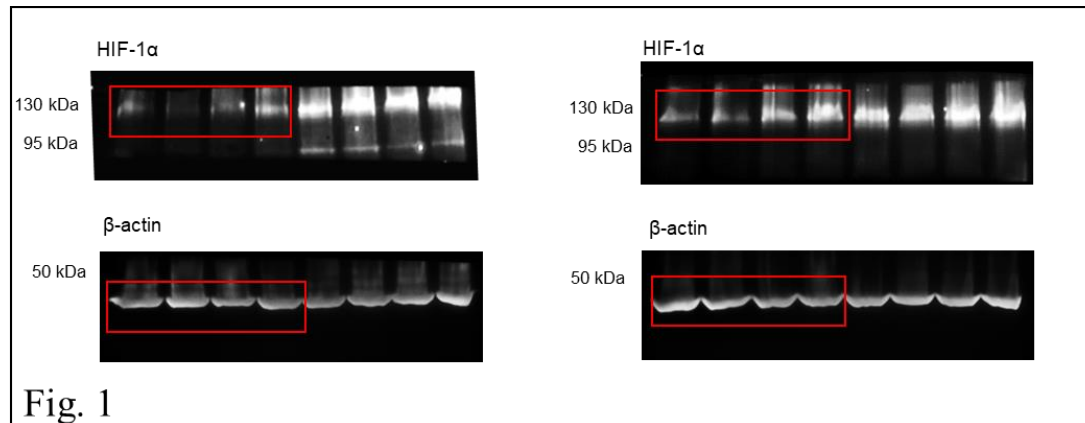 HIF-1α
130 kDa
95 kDa
β-actin
50 kDa
HIF-1α
130 kDa
95 kDa
β-actin
50 kDa
Fig. 1